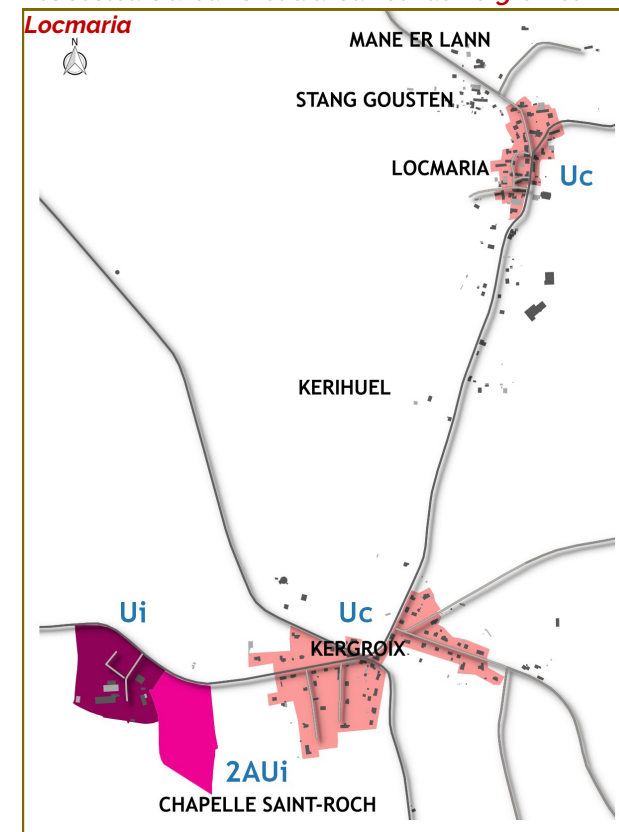 Locmaria
N
MANE ER LANN
STANG GOUSTEN
LOCMARIA
Uc
KERIHUEL
Ui
Uc
KERGROIX
2AUi
CHAPELLE SAINT-ROCH